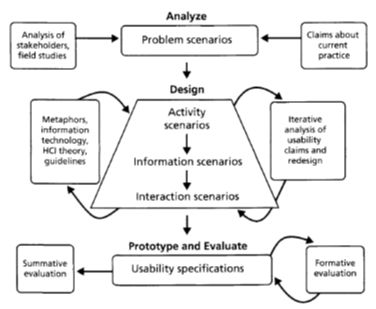 Analyze
Analysis of
stakeholders,
field studies
Problem scenarios
Claims about
current
practice
Design
Metaphors,
information
technology,
HCI theory,
guidelines
Activity
scenarios
Information scenarios
Interaction scenarios
Iterative
analysis of
usability
claims and
redesign
Prototype and Evaluate
Summative
evaluation
Usability specifications
Formative
evaluation